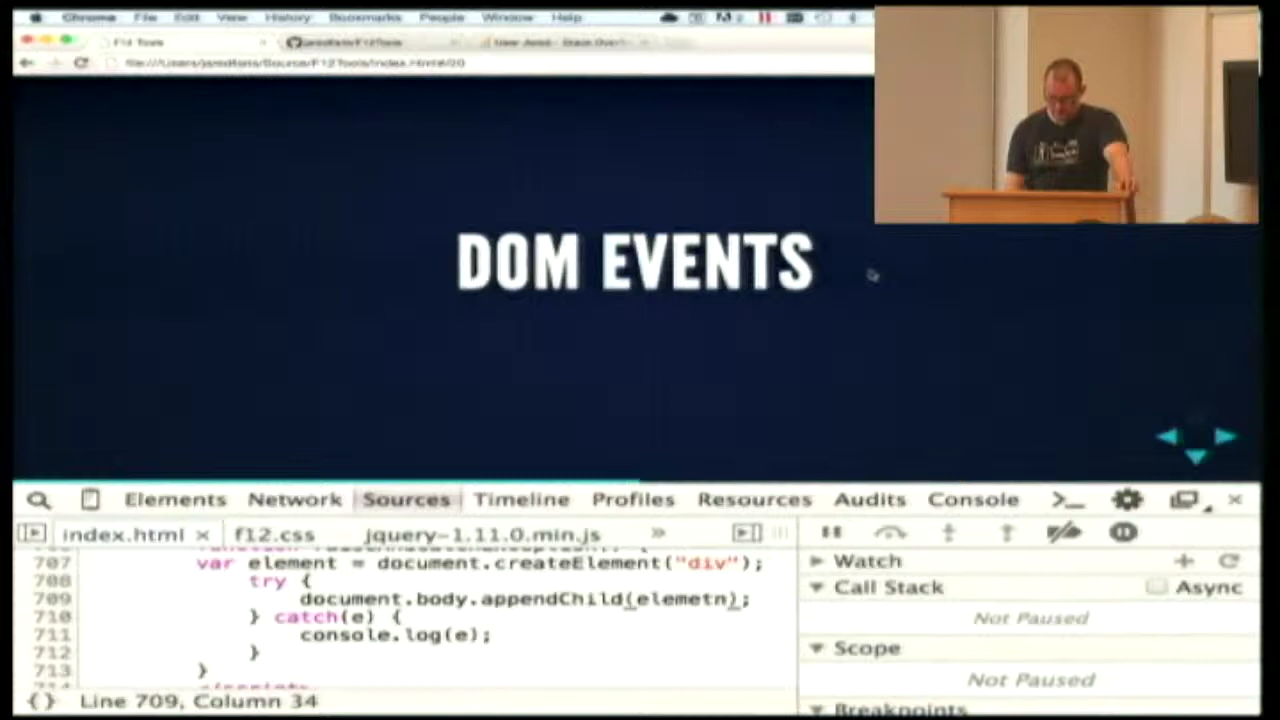 Chrome File Edit View History Bookmarks People Window Help
F12 Tools
DOM EVENTS
Elements Network Sources Timeline Profiles Resources Audits Console
index.html × f12.css jquery-1.11.0.min.js »
Watch
707 var element = document.createElement("div");
708 try {
Call Stack Async
709 document.body.appendChild(elemetn);
710 } catch(e) {
Not Paused
711 console.log(e);
712 }
Scope
713 }
Not Paused
{} Line 709, Column 34
Breakpoints